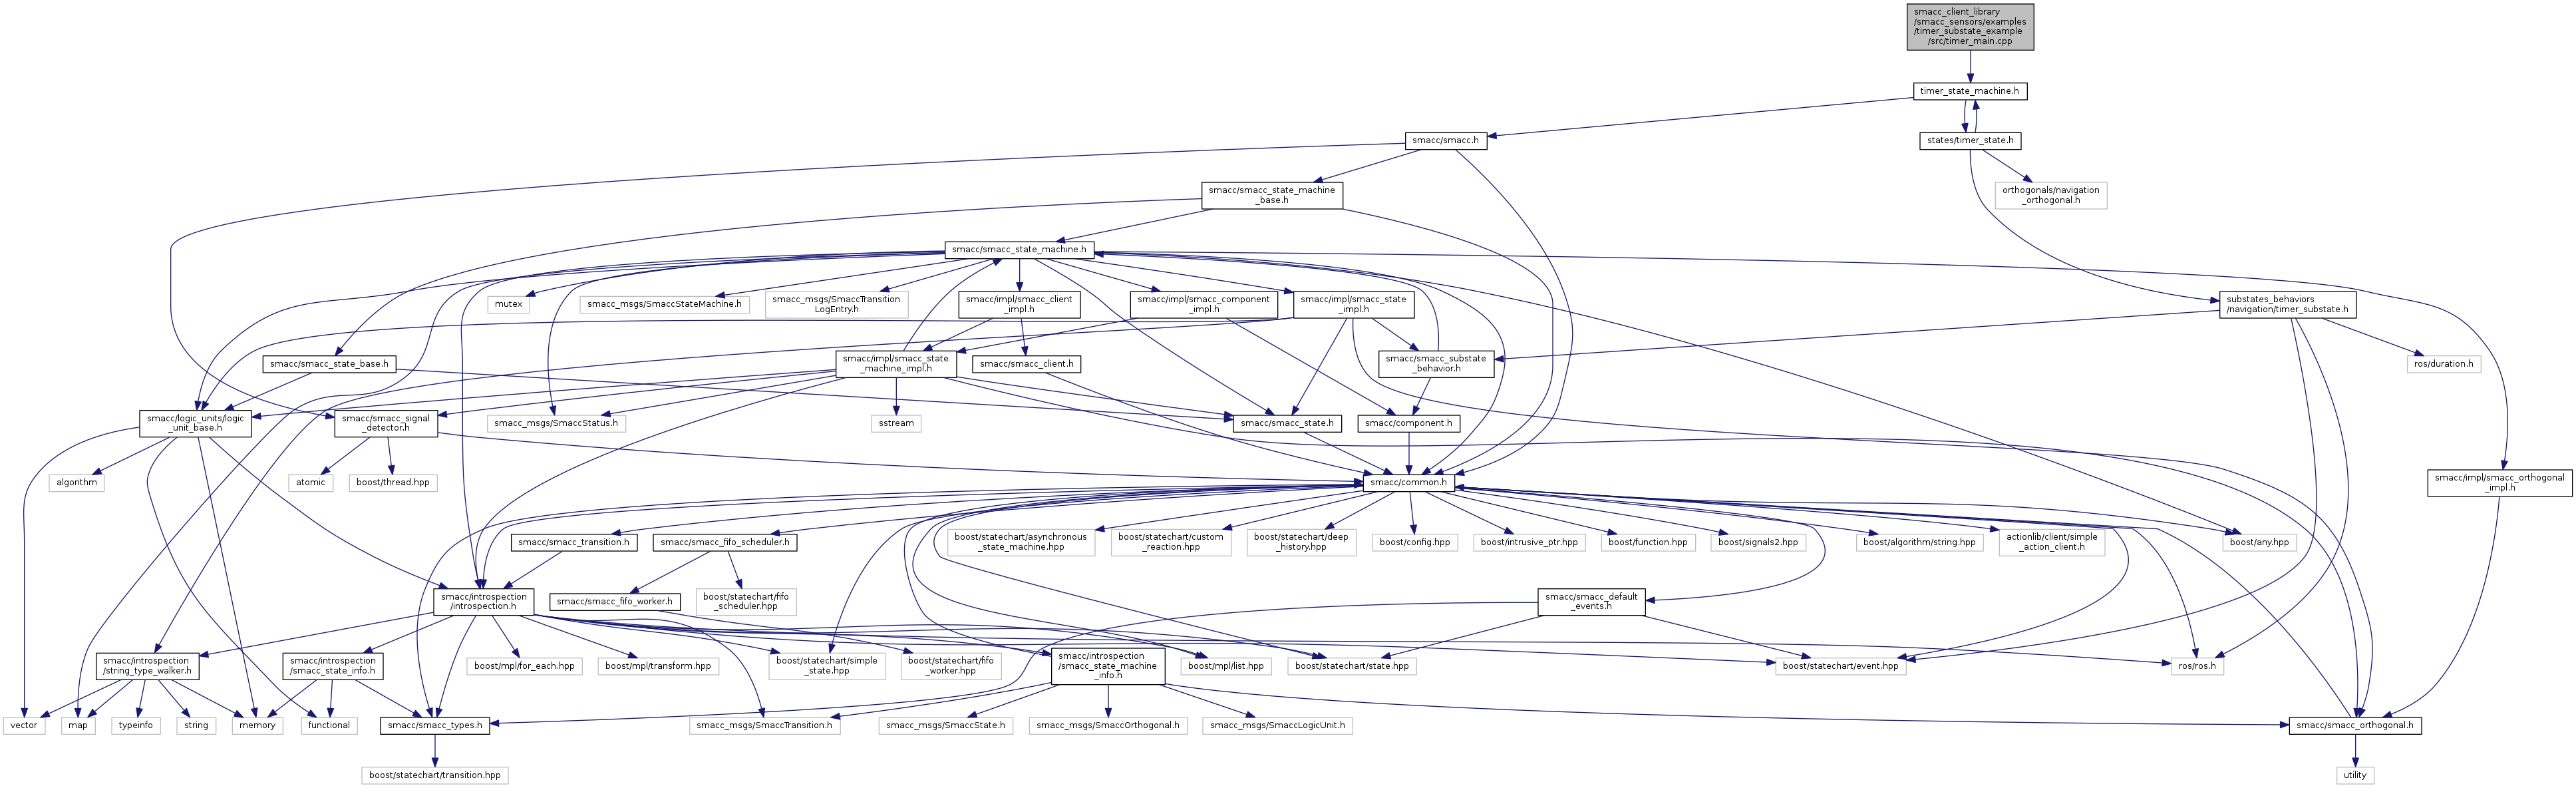 smacc_client_library
/smacc_sensors/examples
/timer_substate_example
/src/timer_main.cpp
timer_state_machine.h
smacc/smacc.h
states/timer_state.h
smacc/smacc_state_machine
_base.h
orthogonals/navigation
_orthogonal.h
smacc/smacc_state_machine.h
mutex
smacc_msgs/SmaccStateMachine.h
smacc_msgs/SmaccTransition
LogEntry.h
smacc/impl/smacc_client
_impl.h
smacc/impl/smacc_component
_impl.h
smacc/impl/smacc_state
_impl.h
substates_behaviors
/navigation/timer_substate.h
smacc/smacc_state_base.h
smacc/impl/smacc_state
_machine_impl.h
smacc/smacc_client.h
smacc/smacc_substate
_behavior.h
ros/duration.h
smacc/logic_units/logic
_unit_base.h
smacc/smacc_signal
_detector.h
smacc_msgs/SmaccStatus.h
sstream
smacc/smacc_state.h
smacc/component.h
algorithm
atomic
boost/thread.hpp
smacc/common.h
smacc/impl/smacc_orthogonal
_impl.h
smacc/smacc_transition.h
smacc/smacc_fifo_scheduler.h
boost/statechart/asynchronous
_state_machine.hpp
boost/statechart/custom
_reaction.hpp
boost/statechart/deep
_history.hpp
boost/config.hpp
boost/intrusive_ptr.hpp
boost/function.hpp
boost/signals2.hpp
boost/algorithm/string.hpp
actionlib/client/simple
_action_client.h
boost/any.hpp
smacc/introspection
/introspection.h
smacc/smacc_fifo_worker.h
boost/statechart/fifo
_scheduler.hpp
smacc/smacc_default
_events.h
smacc/introspection
/string_type_walker.h
smacc/introspection
/smacc_state_info.h
boost/mpl/for_each.hpp
boost/mpl/transform.hpp
boost/statechart/simple
_state.hpp
boost/statechart/fifo
_worker.hpp
smacc/introspection
/smacc_state_machine
_info.h
boost/mpl/list.hpp
boost/statechart/state.hpp
boost/statechart/event.hpp
ros/ros.h
vector
map
typeinfo
string
memory
functional
smacc/smacc_types.h
smacc_msgs/SmaccTransition.h
smacc_msgs/SmaccState.h
smacc_msgs/SmaccOrthogonal.h
smacc_msgs/SmaccLogicUnit.h
smacc/smacc_orthogonal.h
boost/statechart/transition.hpp
utility